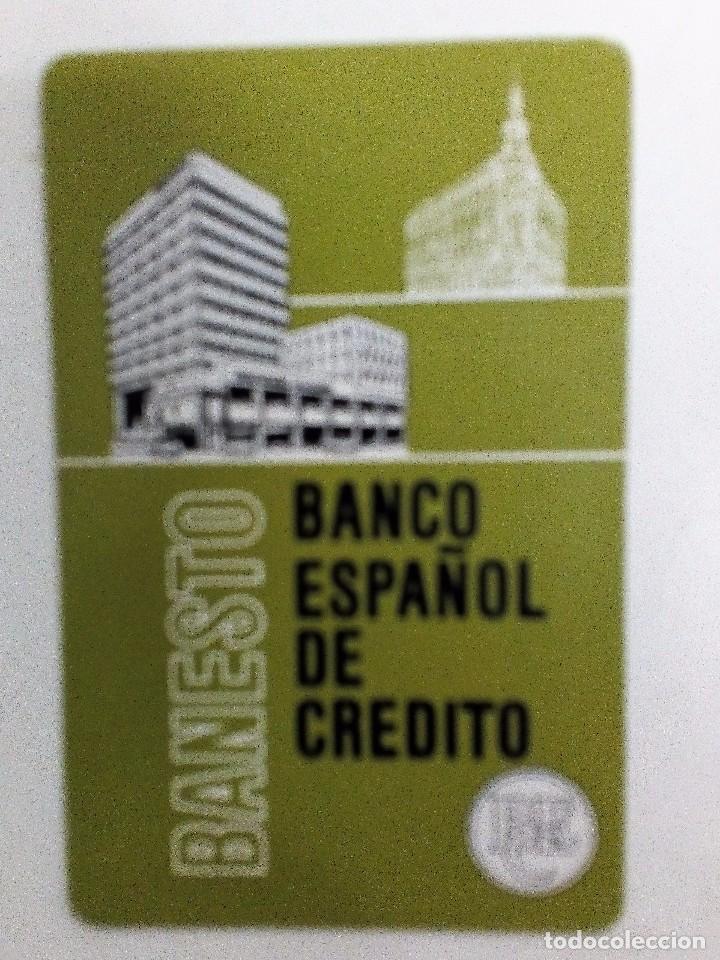 BANESTO
BANCO
ESPAÑOL
DE
CREDITO
todocoleccion